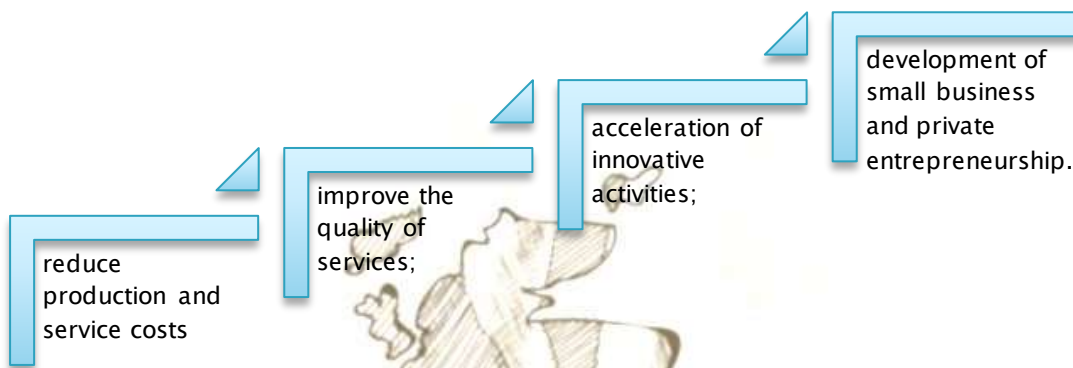 reduce
production and
service costs
improve the
quality of
services;
acceleration of
innovative
activities;
development of
small business
and private
entrepreneurship.